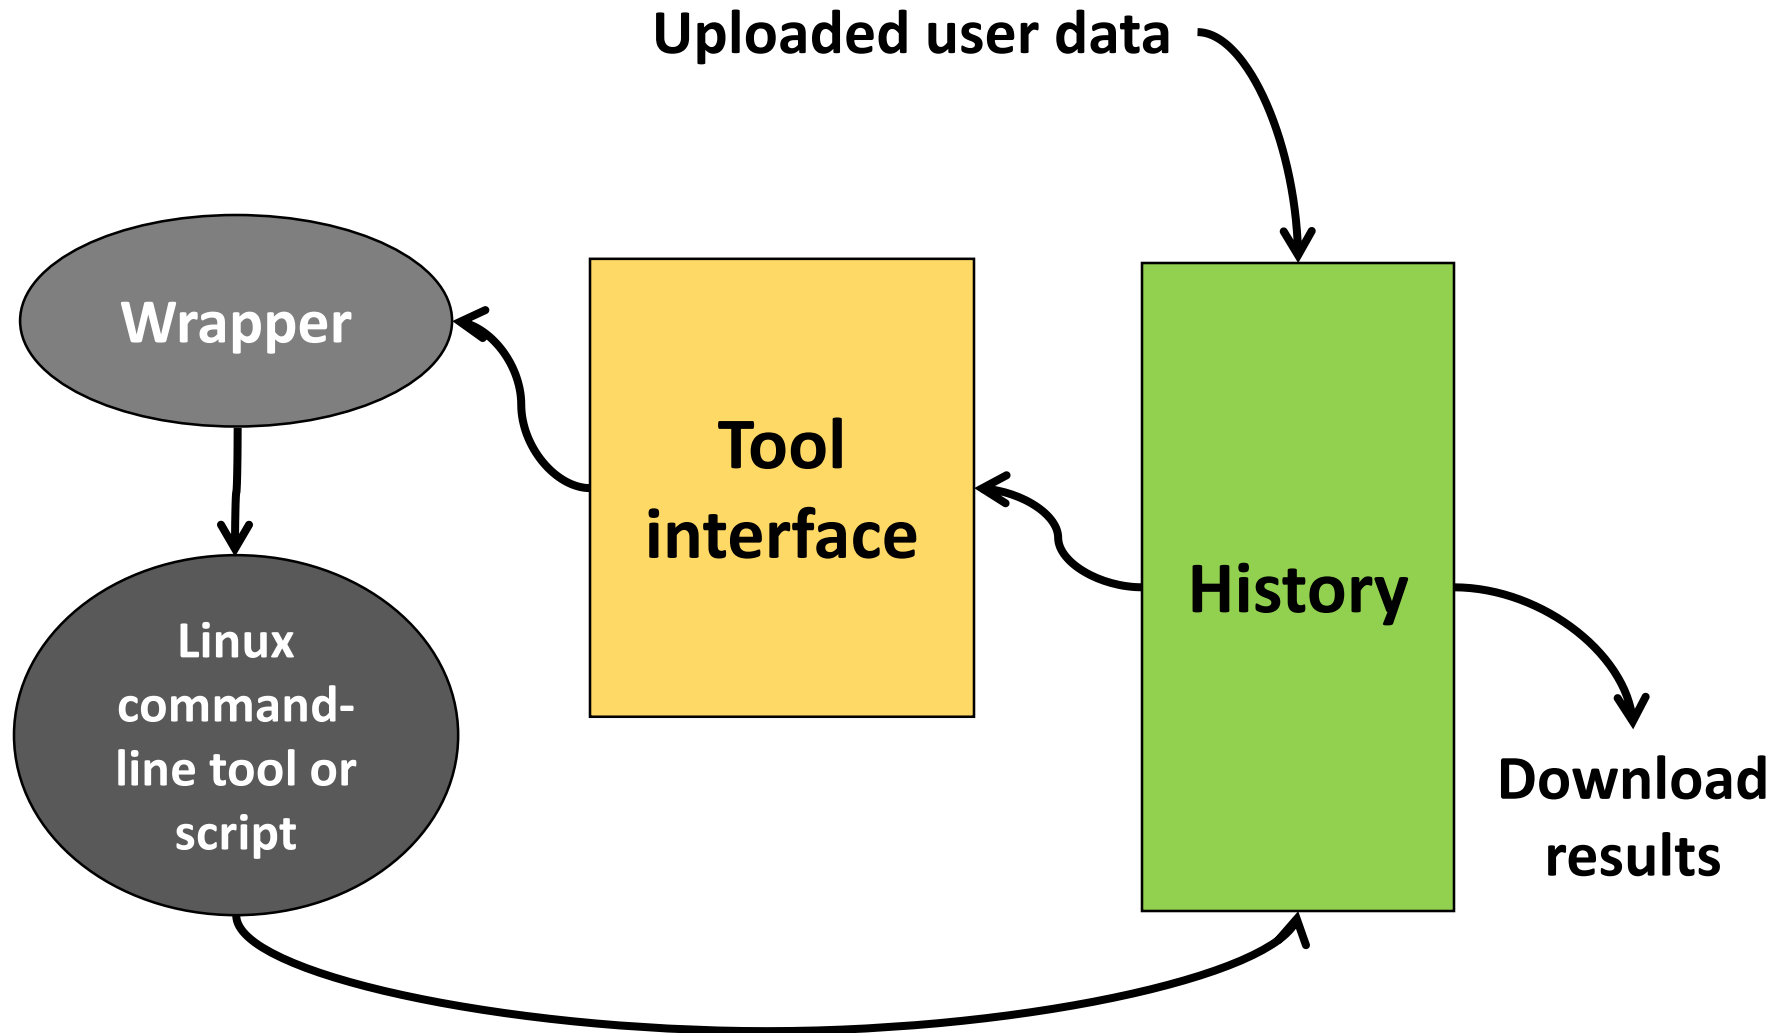 Uploaded user data
Wrapper
Tool
interface
History
Linux
command-
line tool or
script
Download
results